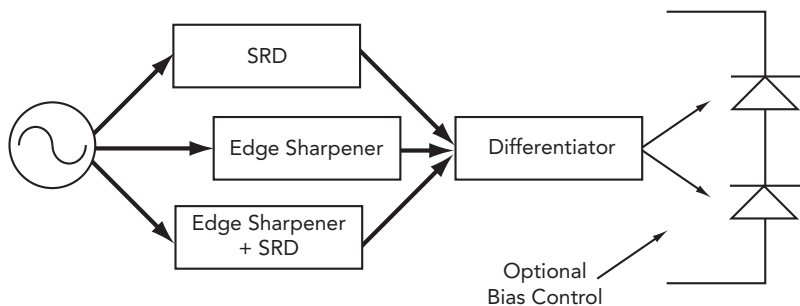 SRD
Edge Sharpener
Differentiator
Edge Sharpener
+ SRD
Optional
Bias Control